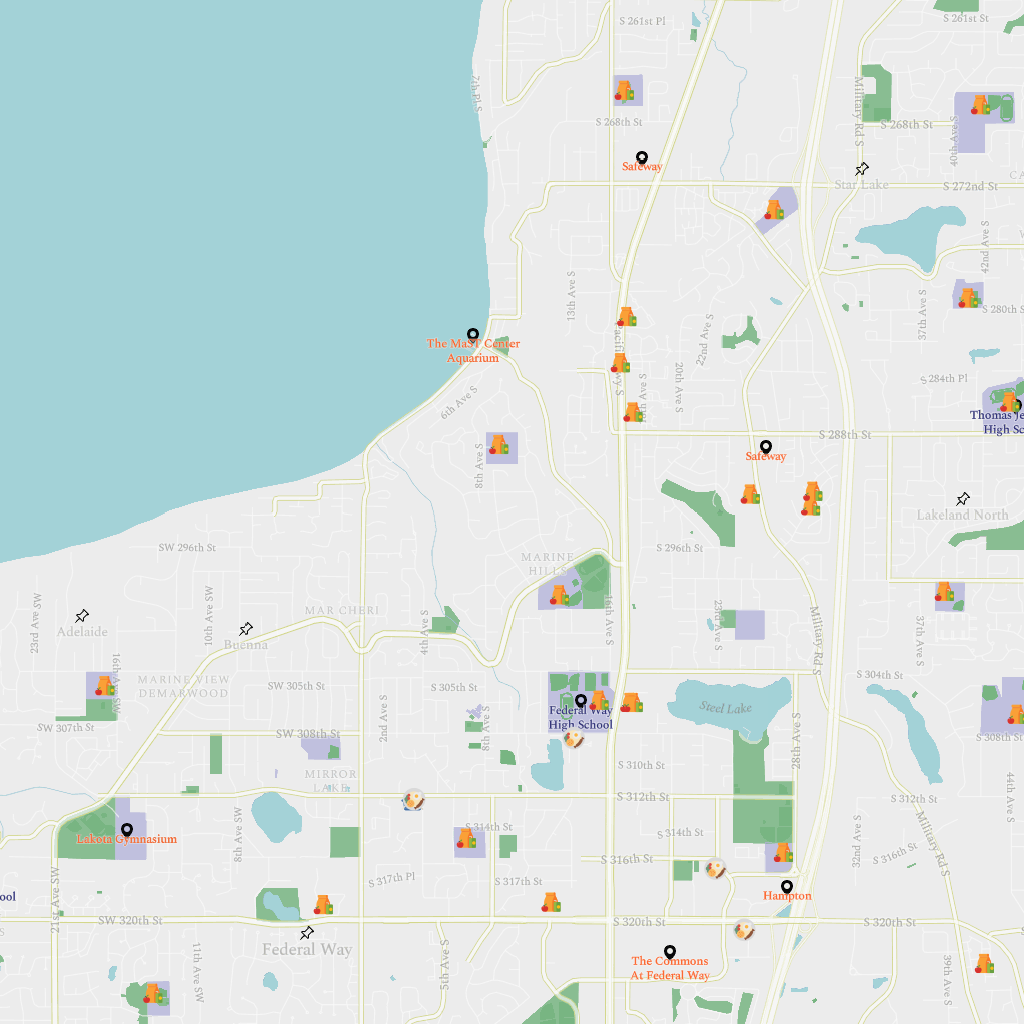 S 261st Pl
S 261st St
7th Pl S
Military Rd S
S 268th St
S 268th St
40th Ave S
Safeway
Star Lake
S 272nd St
CA
42nd Ave S
13th Ave S
37th Ave S
S 280th
The MaST Center
Aquarium
22nd Ave S
Pacific Hwy S
20th Ave S
S 284th Pl
6th Ave S
Thomas Je
High Sc
S 288th St
8th Ave S
Safeway
Lakeland North
SW 296th St
S 296th St
MARINE
HILLS
23rd Ave SW
10th Ave SW
MAR CHERI
4th Ave S
16th Ave S
23rd Ave S
Military Rd S
37th Ave S
Adelaide
Buenna
MARINE VIEW
DEMARWOOD
SW 305th St
S 305th St
S 304th St
Steel Lake
Federal Way
High School
SW 307th St
SW 308th St
2nd Ave S
8th Ave S
28th Ave S
S 308th St
S 310th St
MIRROR
LAKE
S 312th St
S 312th St
44th Ave S
Lakota Gymnasium
8th Ave SW
S 314th St
S 314th St
32nd Ave S
Military Rd S
S 316th St
S 316th St
21st Ave SW
S 317th Pl
S 317th St
Hampton
ool
SW 320th St
S 320th St
S 320th St
Federal Way
11th Ave SW
5th Ave S
The Commons
At Federal Way
39th Ave S